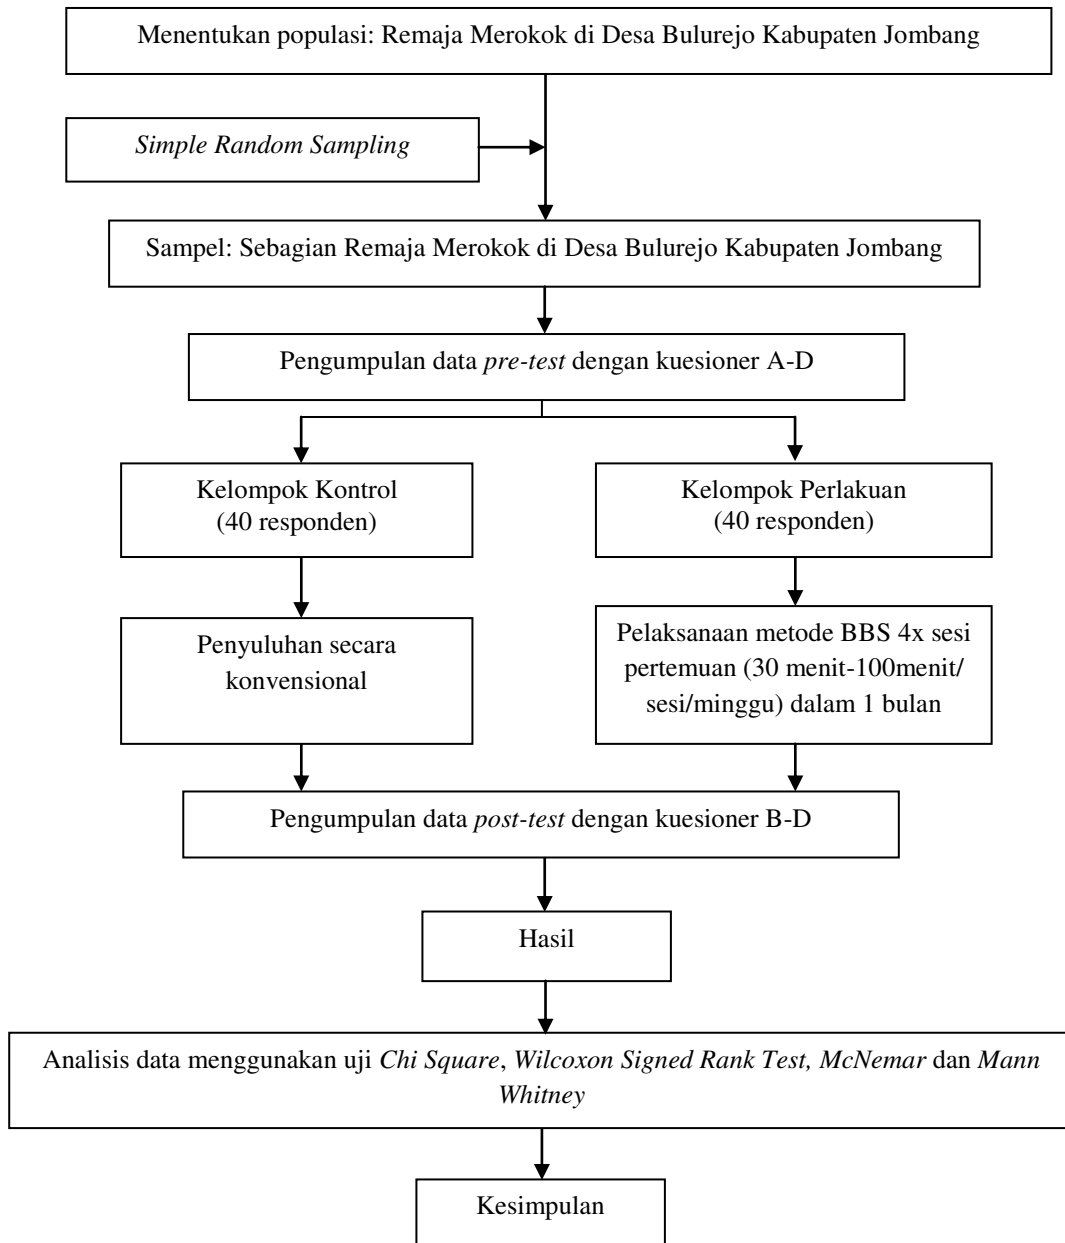 Menentukan populasi: Remaja Merokok di Desa Bulurejo Kabupaten Jombang
Simple Random Sampling
Sampel: Sebagian Remaja Merokok di Desa Bulurejo Kabupaten Jombang
Pengumpulan data pre-test dengan kuesioner A-D
Kelompok Kontrol
(40 responden)
Kelompok Perlakuan
(40 responden)
Penyuluhan secara
konvensional
Pelaksanaan metode BBS 4x sesi
pertemuan (30 menit-100menit/
sesi/minggu) dalam 1 bulan
Pengumpulan data post-test dengan kuesioner B-D
Hasil
Analisis data menggunakan uji Chi Square, Wilcoxon Signed Rank Test, McNemar dan Mann
Whitney
Kesimpulan